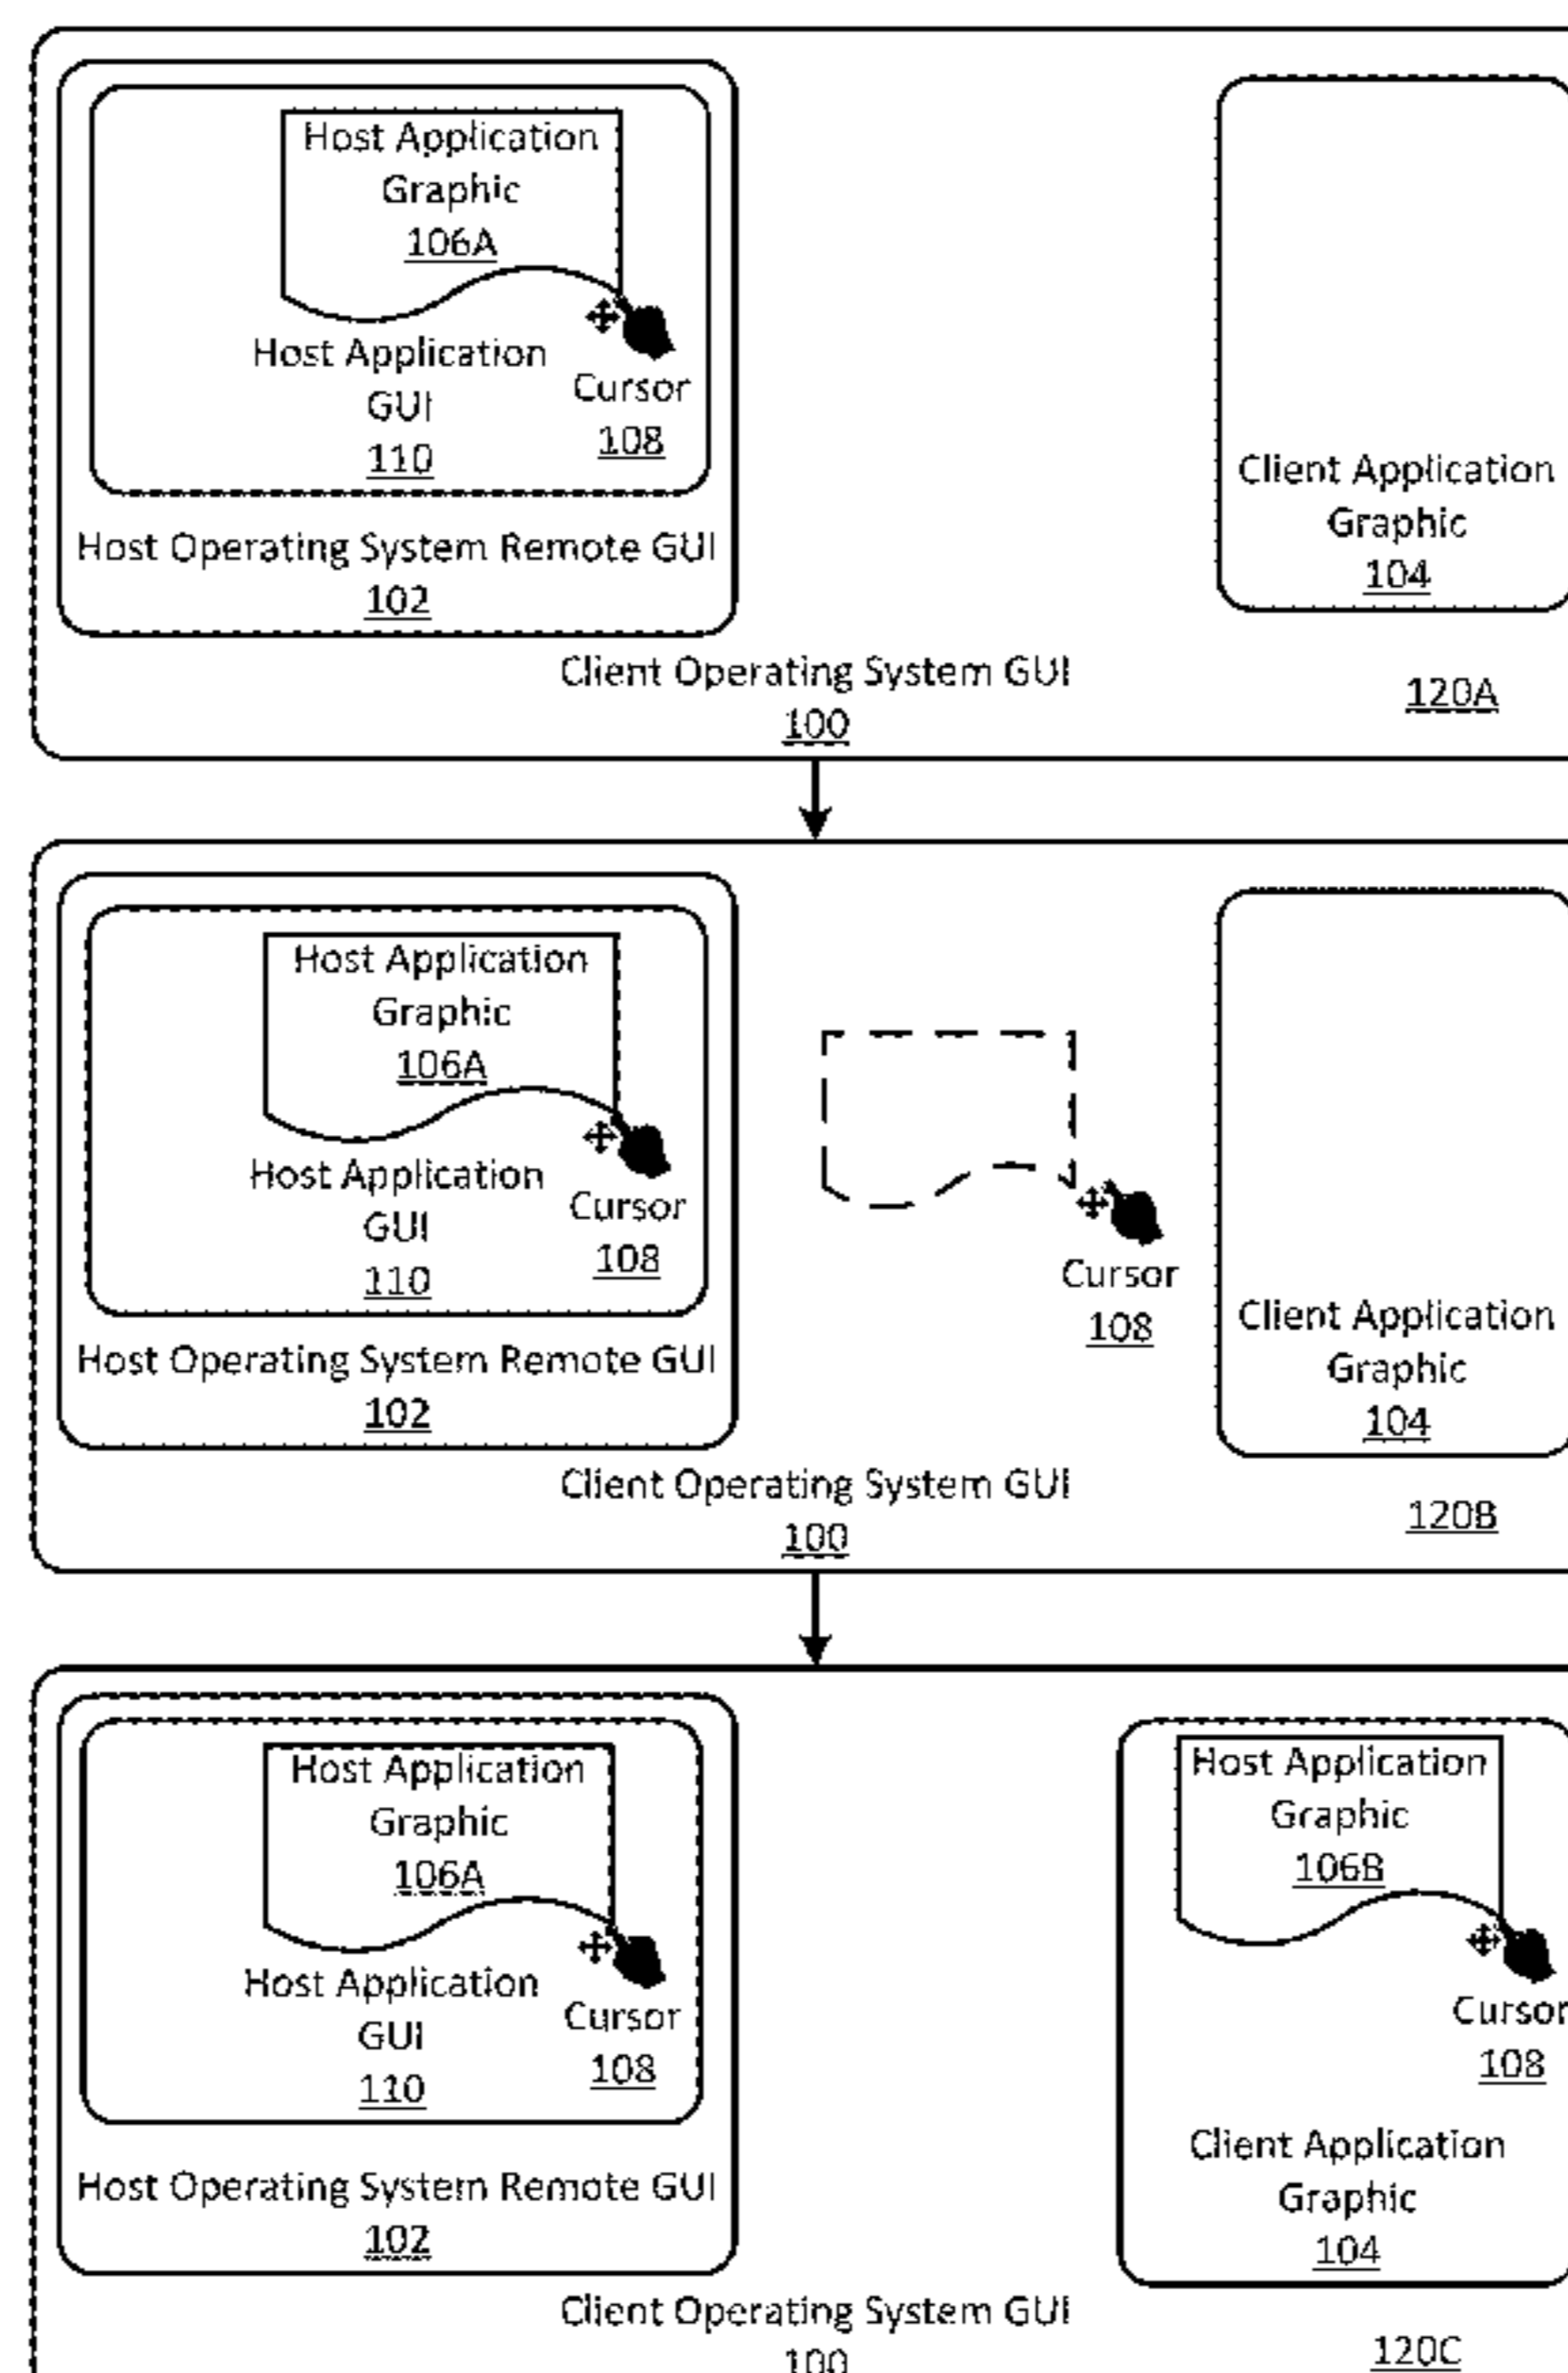 Host Application
Graphic
106A
Host Application
GUI
110
Cursor
108
Host Operating System Remote GUI
102
Client Application
Graphic
104
Client Operating System GUI
100
120A
Host Application
Graphic
106A
Host Application
GUI
110
Cursor
108
Host Operating System Remote GUI
102
Cursor
108
Client Application
Graphic
104
Client Operating System GUI
100
120B
Host Application
Graphic
106A
Host Application
GUI
110
Cursor
108
Host Operating System Remote GUI
102
Host Application
Graphic
106B
Cursor
108
Client Application
Graphic
104
Client Operating System GUI
100
120C